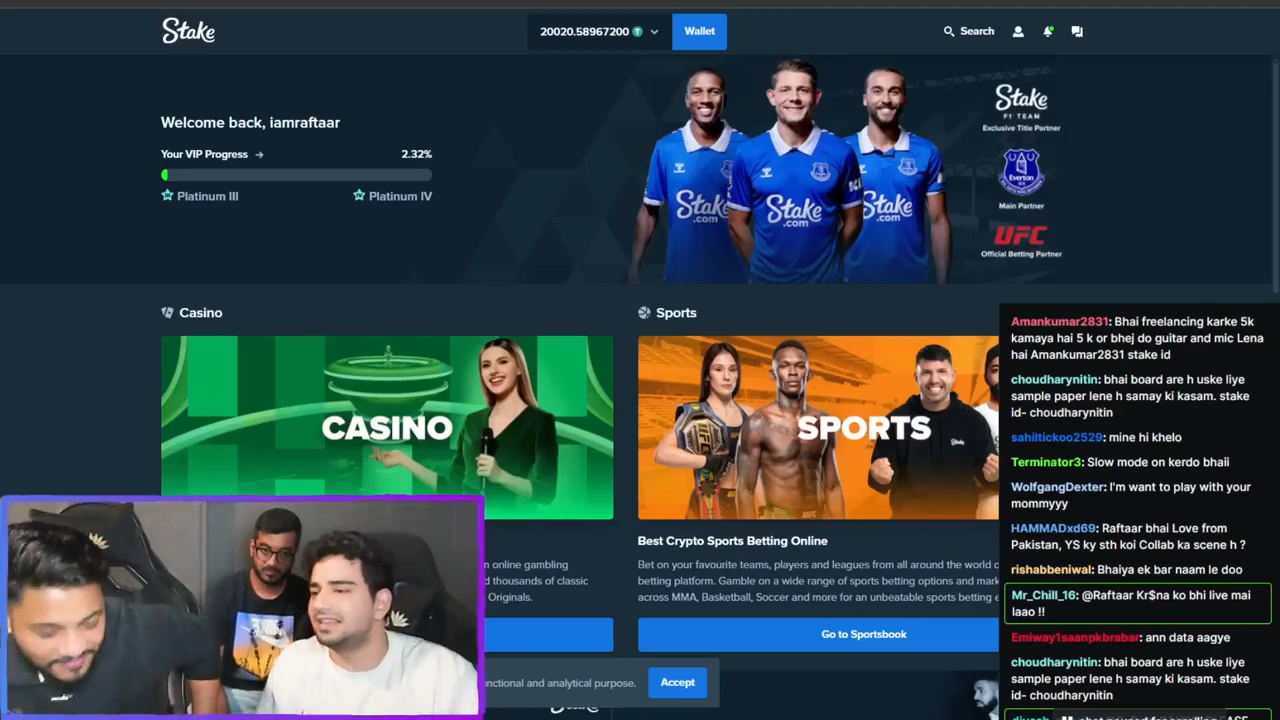 Stake
20020.58967200
Wallet
Search
Welcome back, iamraftaar
Your VIP Progress →
2.32%
Platinum III
Platinum IV
Stake
.com
Stake
.com
Stake
.com
Stake
F1 TEAM
Exclusive Title Partner
Everton
Main Partner
UFC
Official Betting Partner
Casino
Sports
CASINO
SPORTS
online gambling
thousands of classic
Originals.
Best Crypto Sports Betting Online
Bet on your favourite teams, players and leagues from all around the world
betting platform. Gamble on a wide range of sports betting options and
across MMA, Basketball, Soccer and more for an unbeatable sports betting
Go to Sportsbook
and analytical purpose.
Accept
Amankumar2831: Bhai freelancing karke 5k
kamaya hai 5 k or bhej do guitar and mic Lena
hai Amankumar2831 stake id
choudharynitin: bhai board are h uske liye
sample paper lene h samay ki kasam. stake
id- choudharynitin
sahiltickoo2529: mine hi khelo
Terminator3: Slow mode on kerdo bhaii
WolfgangDexter: I'm want to play with your
mommyyy
HAMMADxd69: Raftaar bhai Love from
Pakistan, YS ky sth koi Collab ka scene h ?
rishabbeniwal: Bhaiya ek bar naam le doo
Mr_Chill_16: @Raftaar Kr$na ko bhi live mai
laao !!
Emiway1saanpkbrabar: ann data aagye
choudharynitin: bhai board are h uske liye
sample paper lene h samay ki kasam. stake
id- choudharynitin